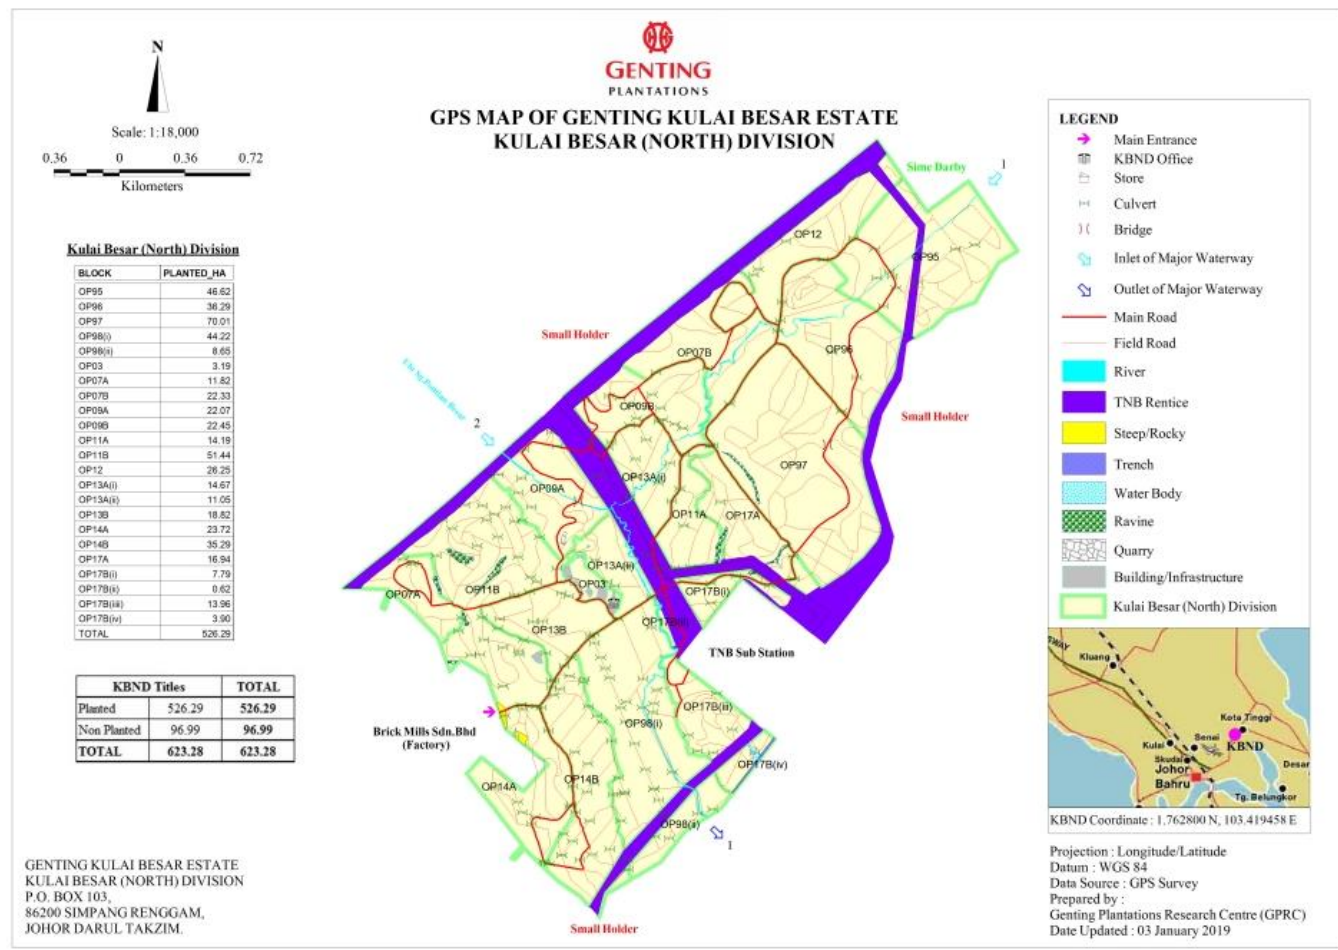 GENTING
PLANTATIONS
GPS MAP OF GENTING KULAI BESAR ESTATE
KULAI BESAR (NORTH) DIVISION
N
Scale: 1:18,000
0.36 0 0.36 0.72
Kilometers
Kulai Besar (North) Division
BLOCK PLANTED_HA
OP95 46.62
OP96 36.29
OP97 70.01
OP98(i) 44.22
OP98(ii) 8.65
OP03 3.19
OP07A 11.82
OP07B 22.33
OP09A 22.07
OP09B 22.45
OP11A 14.19
OP11B 51.44
OP12 26.25
OP13A(i) 14.67
OP13A(ii) 11.05
OP13B 18.82
OP14A 23.72
OP14B 35.29
OP17A 16.94
OP17B(i) 7.79
OP17B(ii) 0.62
OP17B(iii) 13.96
OP17B(iv) 3.90
TOTAL 526.29
KBND Titles TOTAL
Planted 526.29 526.29
Non Planted 96.99 96.99
TOTAL 623.28 623.28
GENTING KULAI BESAR ESTATE
KULAI BESAR (NORTH) DIVISION
P.O. BOX 103,
86200 SIMPANG RENGGAM,
JOHOR DARUL TAKZIM.
Sime Darby
1
OP12
OP95
Small Holder
OP07B
OP96
2
OP09B
Small Holder
OP97
OP13A(i)
OP09A
OP11A
OP17A
OP13A(ii)
OP03
OP07A
OP11B
OP17B(i)
OP17B(ii)
OP13B
TNB Sub Station
OP17B(iii)
OP98(i)
Brick Mills Sdn.Bhd
(Factory)
OP17B(iv)
OP14A
OP14B
OP98(ii)
1
Small Holder
LEGEND
Main Entrance
KBND Office
Store
Culvert
Bridge
Inlet of Major Waterway
Outlet of Major Waterway
Main Road
Field Road
River
TNB Rentice
Steep/Rocky
Trench
Water Body
Ravine
Quarry
Building/Infrastructure
Kulai Besar (North) Division
WAY
Kluang
Kota Tinggi
Kulai
Senai
KBND
Skudai
Johor
Bahru
Desar
Tg. Belungkor
KBND Coordinate : 1.762800 N, 103.419458 E
Projection : Longitude/Latitude
Datum : WGS 84
Data Source : GPS Survey
Prepared by :
Genting Plantations Research Centre (GPRC)
Date Updated : 03 January 2019